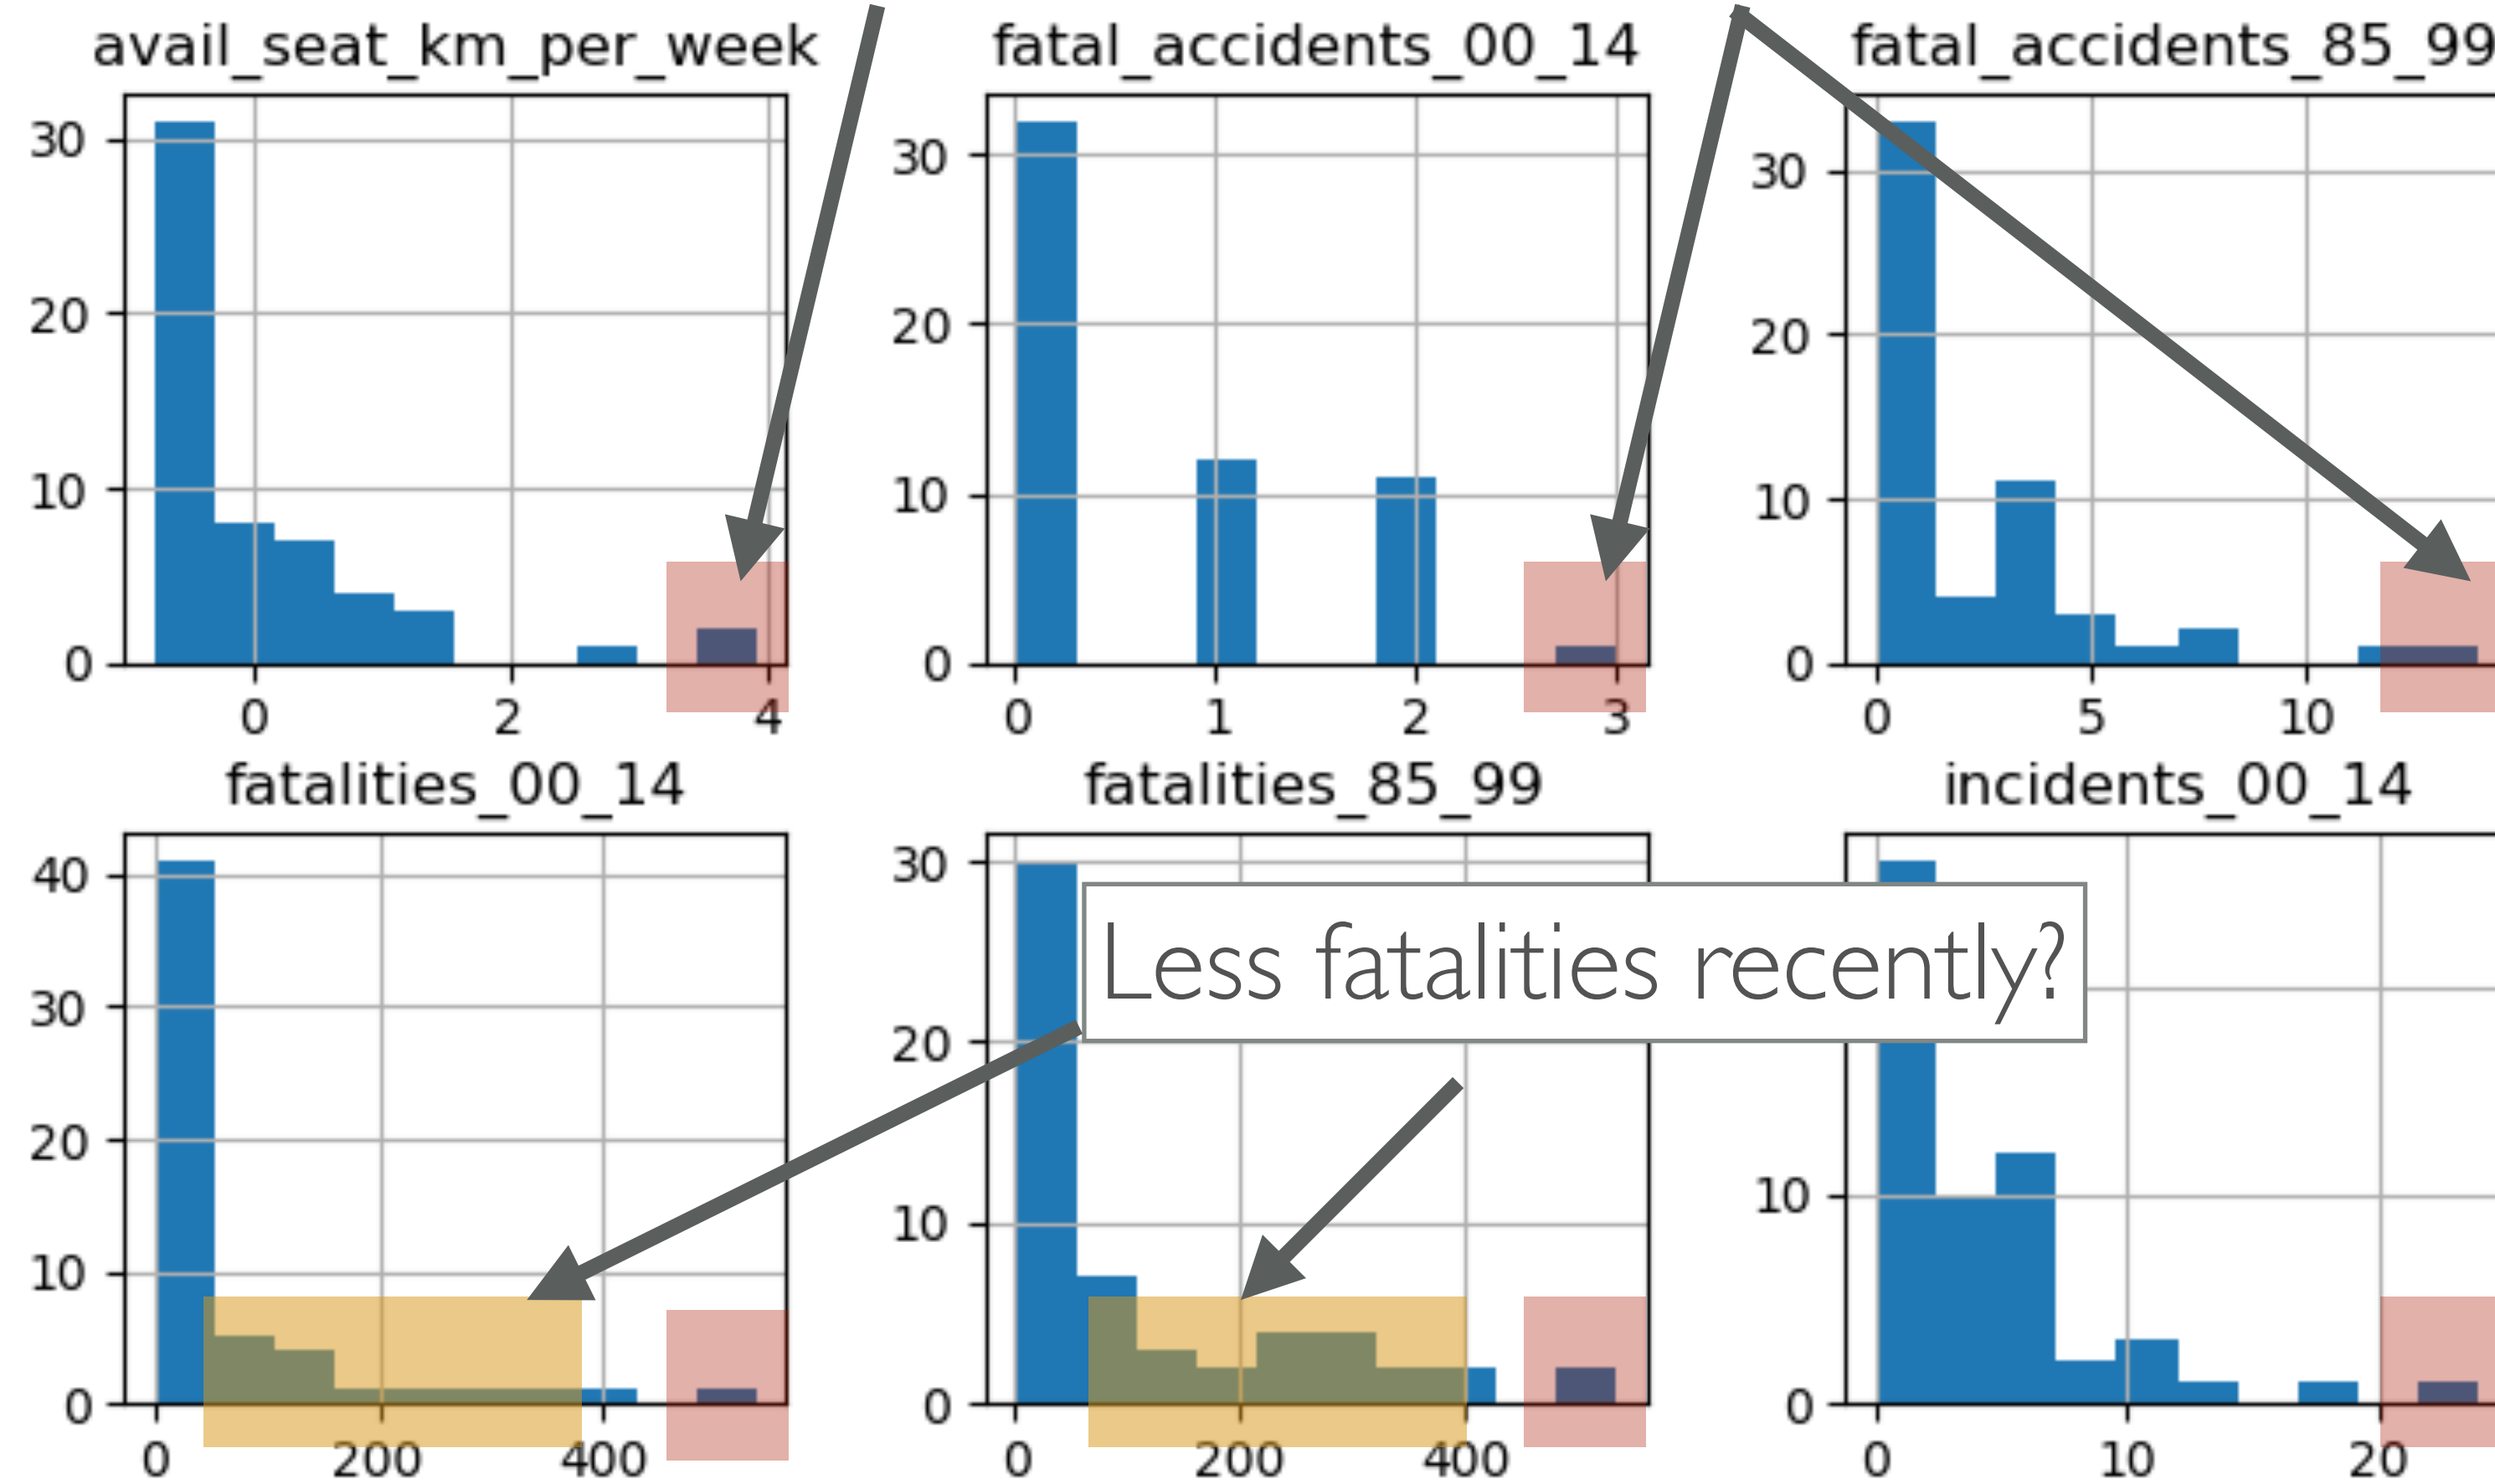 avail_seat_km_per_week
fatal_accidents_00_14
fatal_accidents_85_99
30
20
10
0
0 2 4
30
20
10
0
0 1 2 3
30
20
10
0
0 5 10
fatalities_00_14
fatalities_85_99
incidents_00_14
40
30
20
10
0
0 200 400
30
20
10
0
0 200 400
Less fatalities recently?
10
0
0 10 20